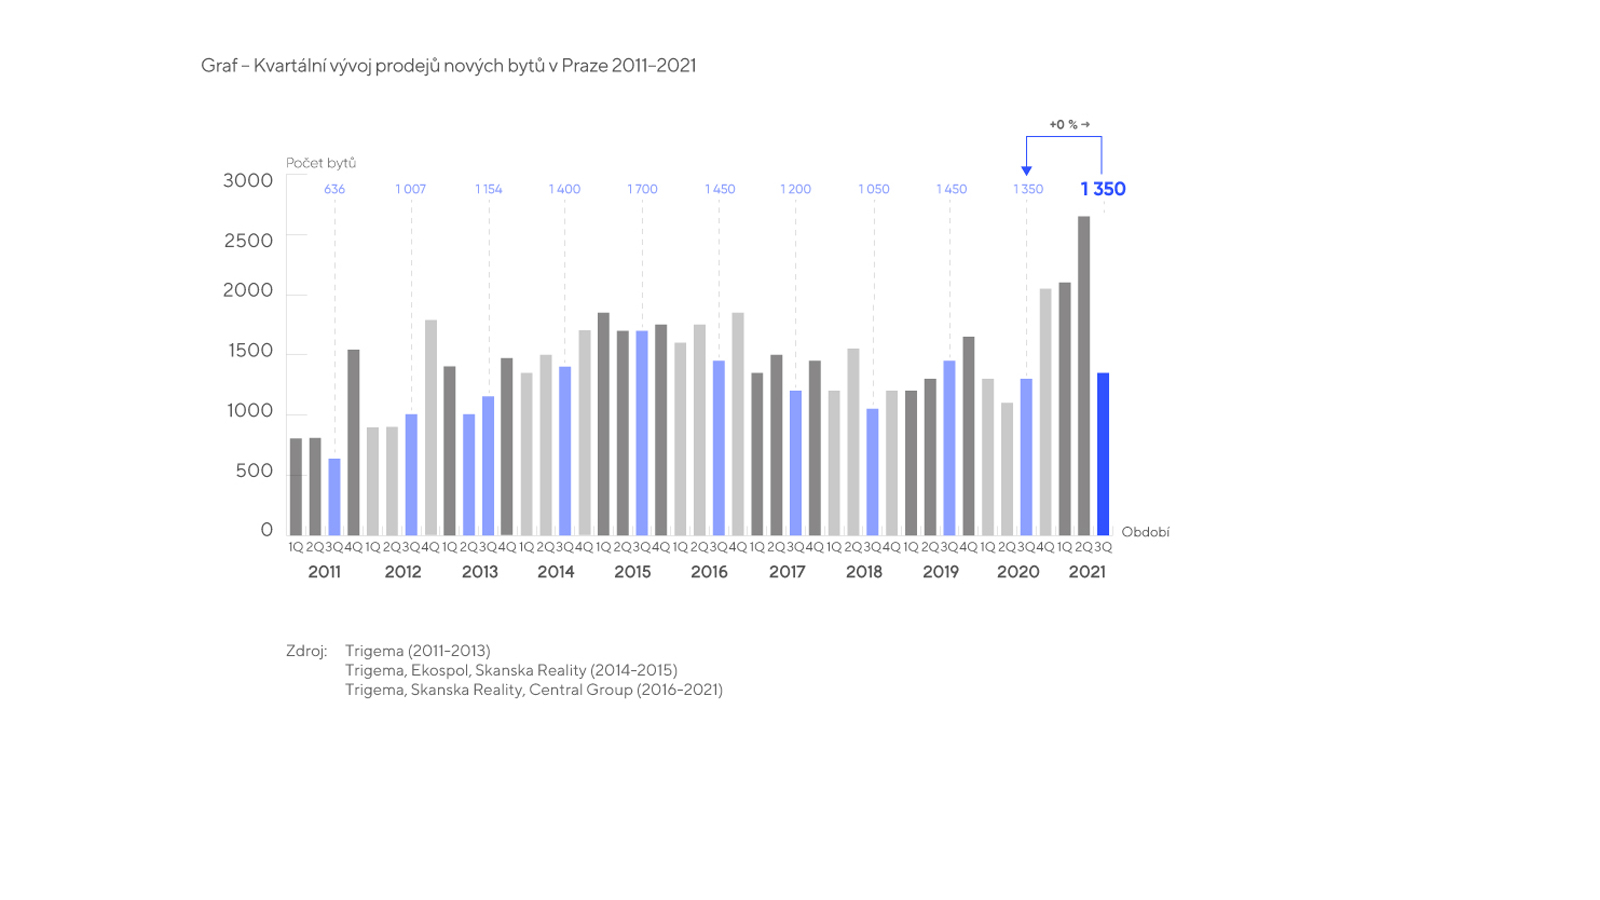 Graf – Kvartální vývoj prodejů nových bytů v Praze 2011–2021
+0 % →
Počet bytů
3000
636 1 007 1 154 1 400 1 700 1 450 1 200 1 050 1 450 1 350 1 350
2500
2000
1500
1000
500
0
Období
1Q 2Q 3Q 4Q 1Q 2Q 3Q 4Q 1Q 2Q 3Q 4Q 1Q 2Q 3Q 4Q 1Q 2Q 3Q 4Q 1Q 2Q 3Q 4Q 1Q 2Q 3Q 4Q 1Q 2Q 3Q 4Q 1Q 2Q 3Q 4Q 1Q 2Q 3Q 4Q 1Q 2Q 3Q
2011 2012 2013 2014 2015 2016 2017 2018 2019 2020 2021
Zdroj: Trigema (2011-2013)
Trigema, Ekospol, Skanska Reality (2014-2015)
Trigema, Skanska Reality, Central Group (2016-2021)